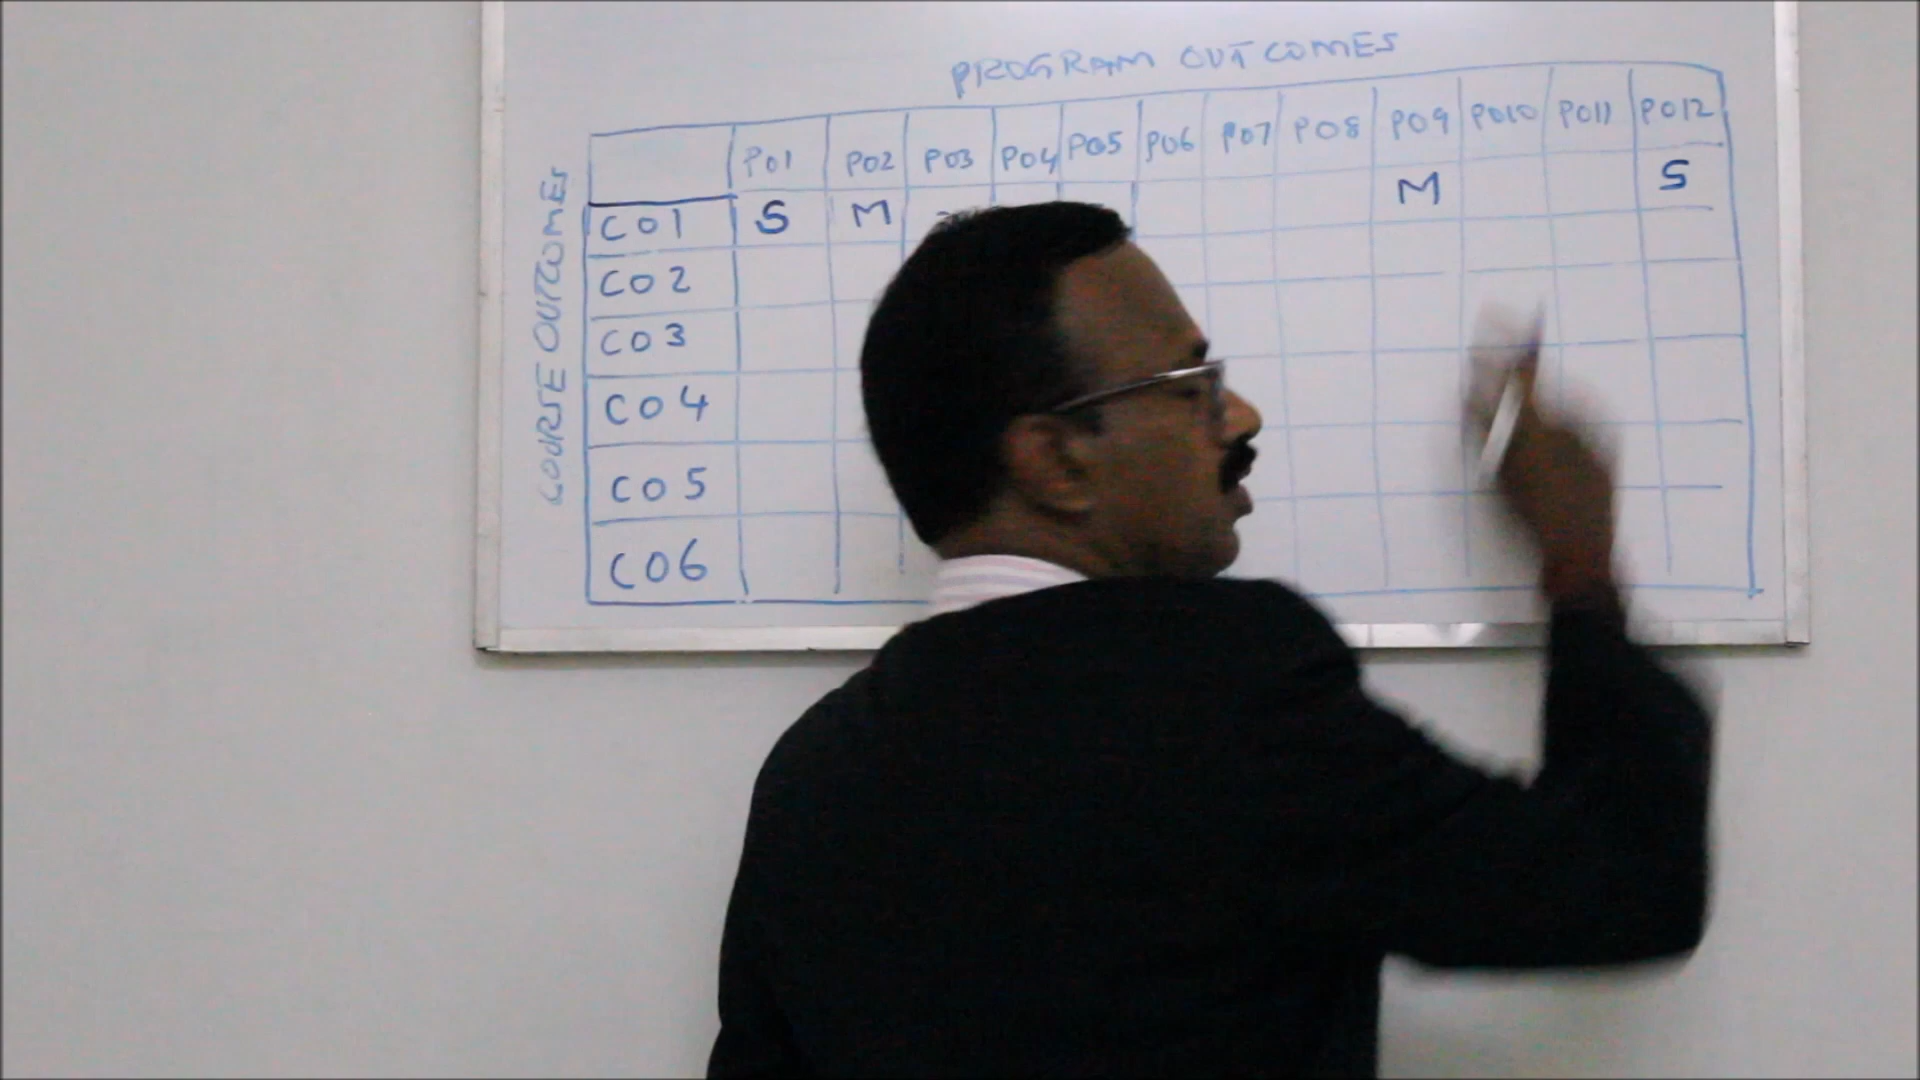 PROGRAM OUTCOMES
COURSE OUTCOMES
PO1 PO2 PO3 PO4 PO5 PO6 PO7 PO8 PO9 PO10 PO11 PO12
CO1 S M M S
CO2
CO3
CO4
CO5
CO6